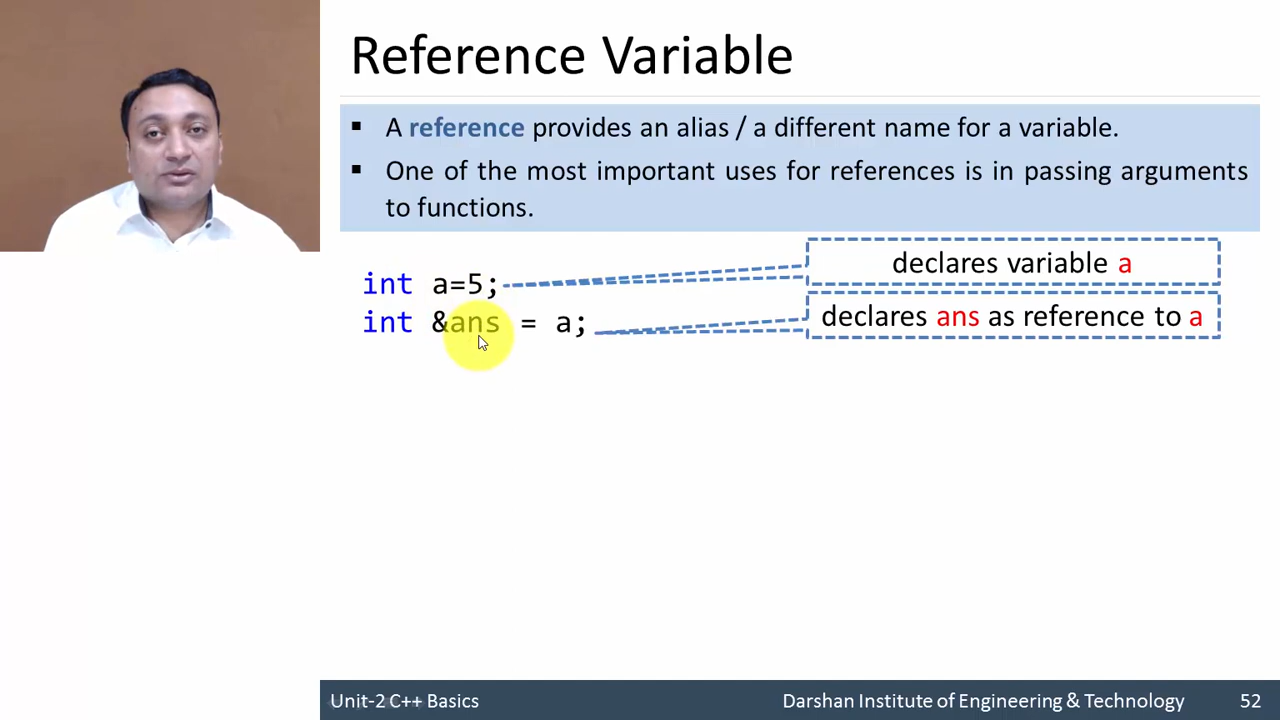 Reference Variable
▪ A reference provides an alias / a different name for a variable.
▪ One of the most important uses for references is in passing arguments
to functions.
int a=5;
declares variable a
int &ans = a;
declares ans as reference to a
Unit-2 C++ Basics
Darshan Institute of Engineering & Technology
52